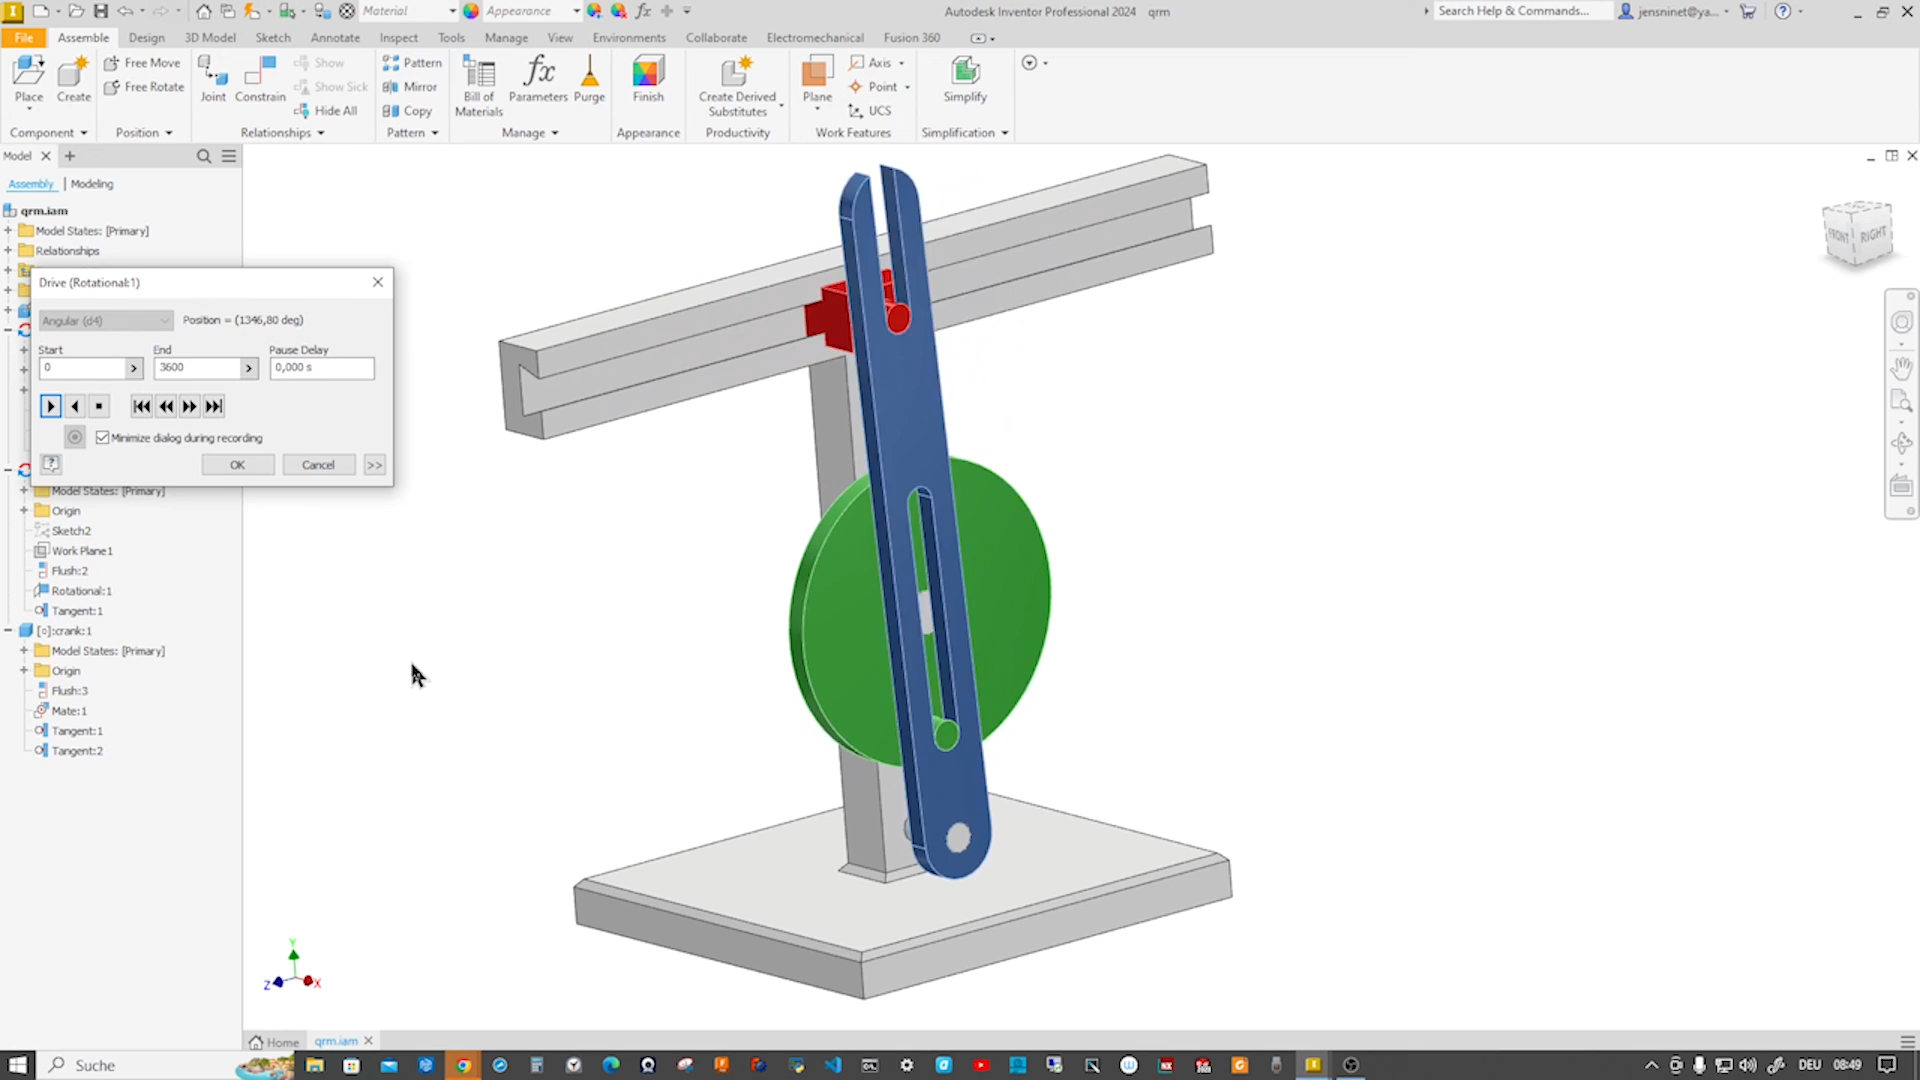 Material
Appearance
fx
Autodesk Inventor Professional 2024 qrm
Search Help & Commands...
jensninet@ya...
File
Assemble
Design
3D Model
Sketch
Annotate
Inspect
Tools
Manage
View
Environments
Collaborate
Electromechanical
Fusion 360
Place
Create
Free Move
Free Rotate
Joint
Constrain
Show
Show Sick
Hide All
Pattern
Mirror
Copy
Bill of
Materials
fx
Parameters
Purge
Finish
Create Derived
Substitutes
Plane
Axis
Point
UCS
Simplify
Component
Position
Relationships
Pattern
Manage
Appearance
Productivity
Work Features
Simplification
Model
Assembly | Modeling
qrm.iam
Model States: [Primary]
Relationships
Drive (Rotational:1)
Angular (d4)
Position = (1346,80 deg)
Start
End
Pause Delay
0
3600
0,000 s
Minimize dialog during recording
OK
Cancel
>>
Model States: [Primary]
Origin
Sketch2
Work Plane1
Flush:2
Rotational:1
Tangent:1
[○]:crank:1
Model States: [Primary]
Origin
Flush:3
Mate:1
Tangent:1
Tangent:2
FRONT
RIGHT
Y
Z
X
Home
qrm.iam
Suche
DEU
08:49